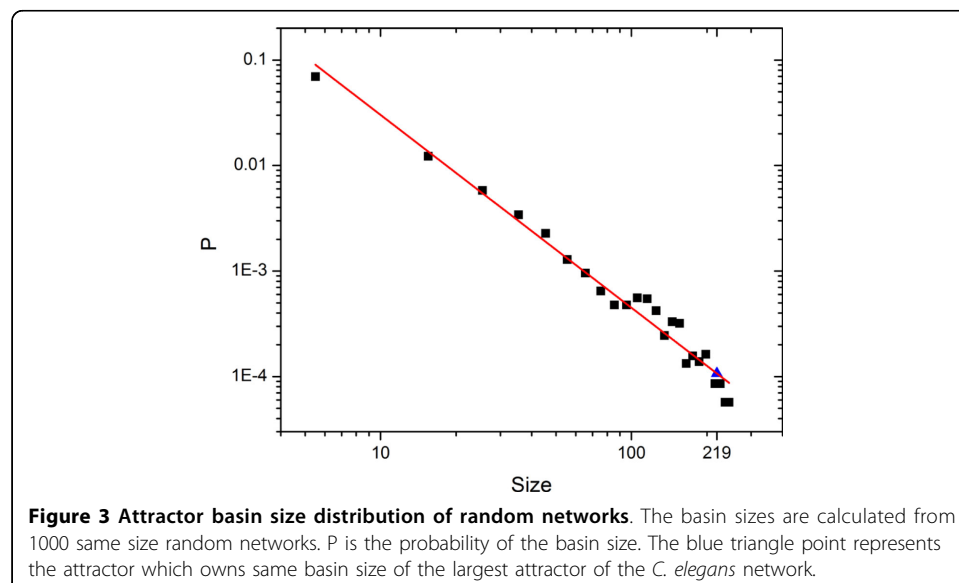 0.1
0.01
1E-3
1E-4
P
10
100
219
Size
Figure 3 Attractor basin size distribution of random networks. The basin sizes are calculated from
1000 same size random networks. P is the probability of the basin size. The blue triangle point represents
the attractor which owns same basin size of the largest attractor of the C. elegans network.